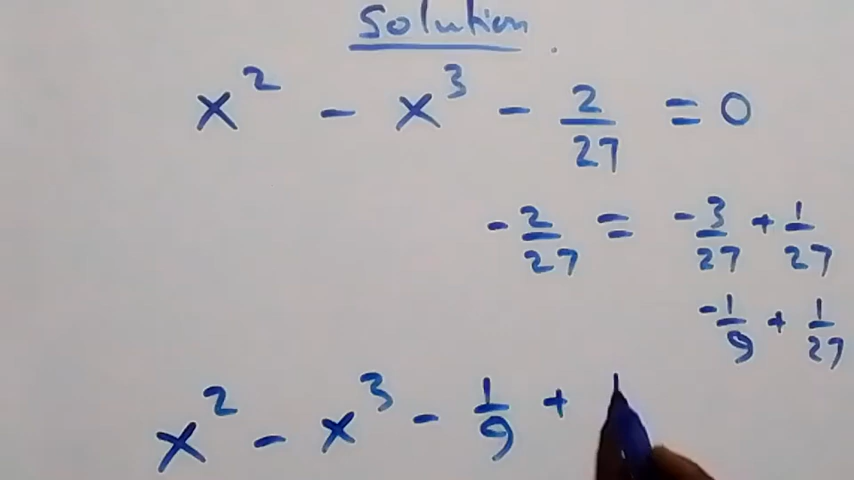 Solution
x² - x³ - 2/27 = 0
- 2/27 = - 3/27 + 1/27
- 1/9 + 1/27
x² - x³ - 1/9 +